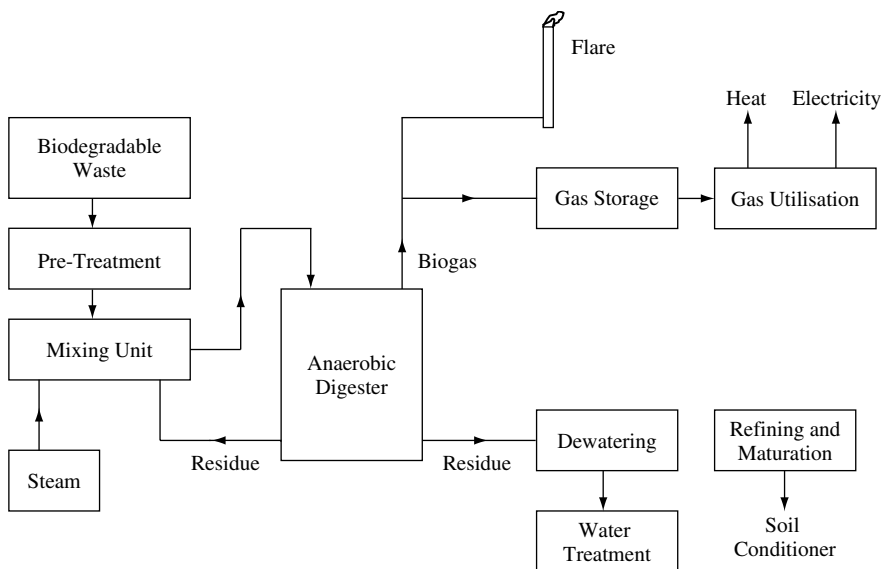 Flare
Heat
Electricity
Biodegradable
Waste
Gas Storage
Gas Utilisation
Pre-Treatment
Biogas
Mixing Unit
Anaerobic
Digester
Dewatering
Refining and
Maturation
Residue
Residue
Steam
Water
Treatment
Soil
Conditioner